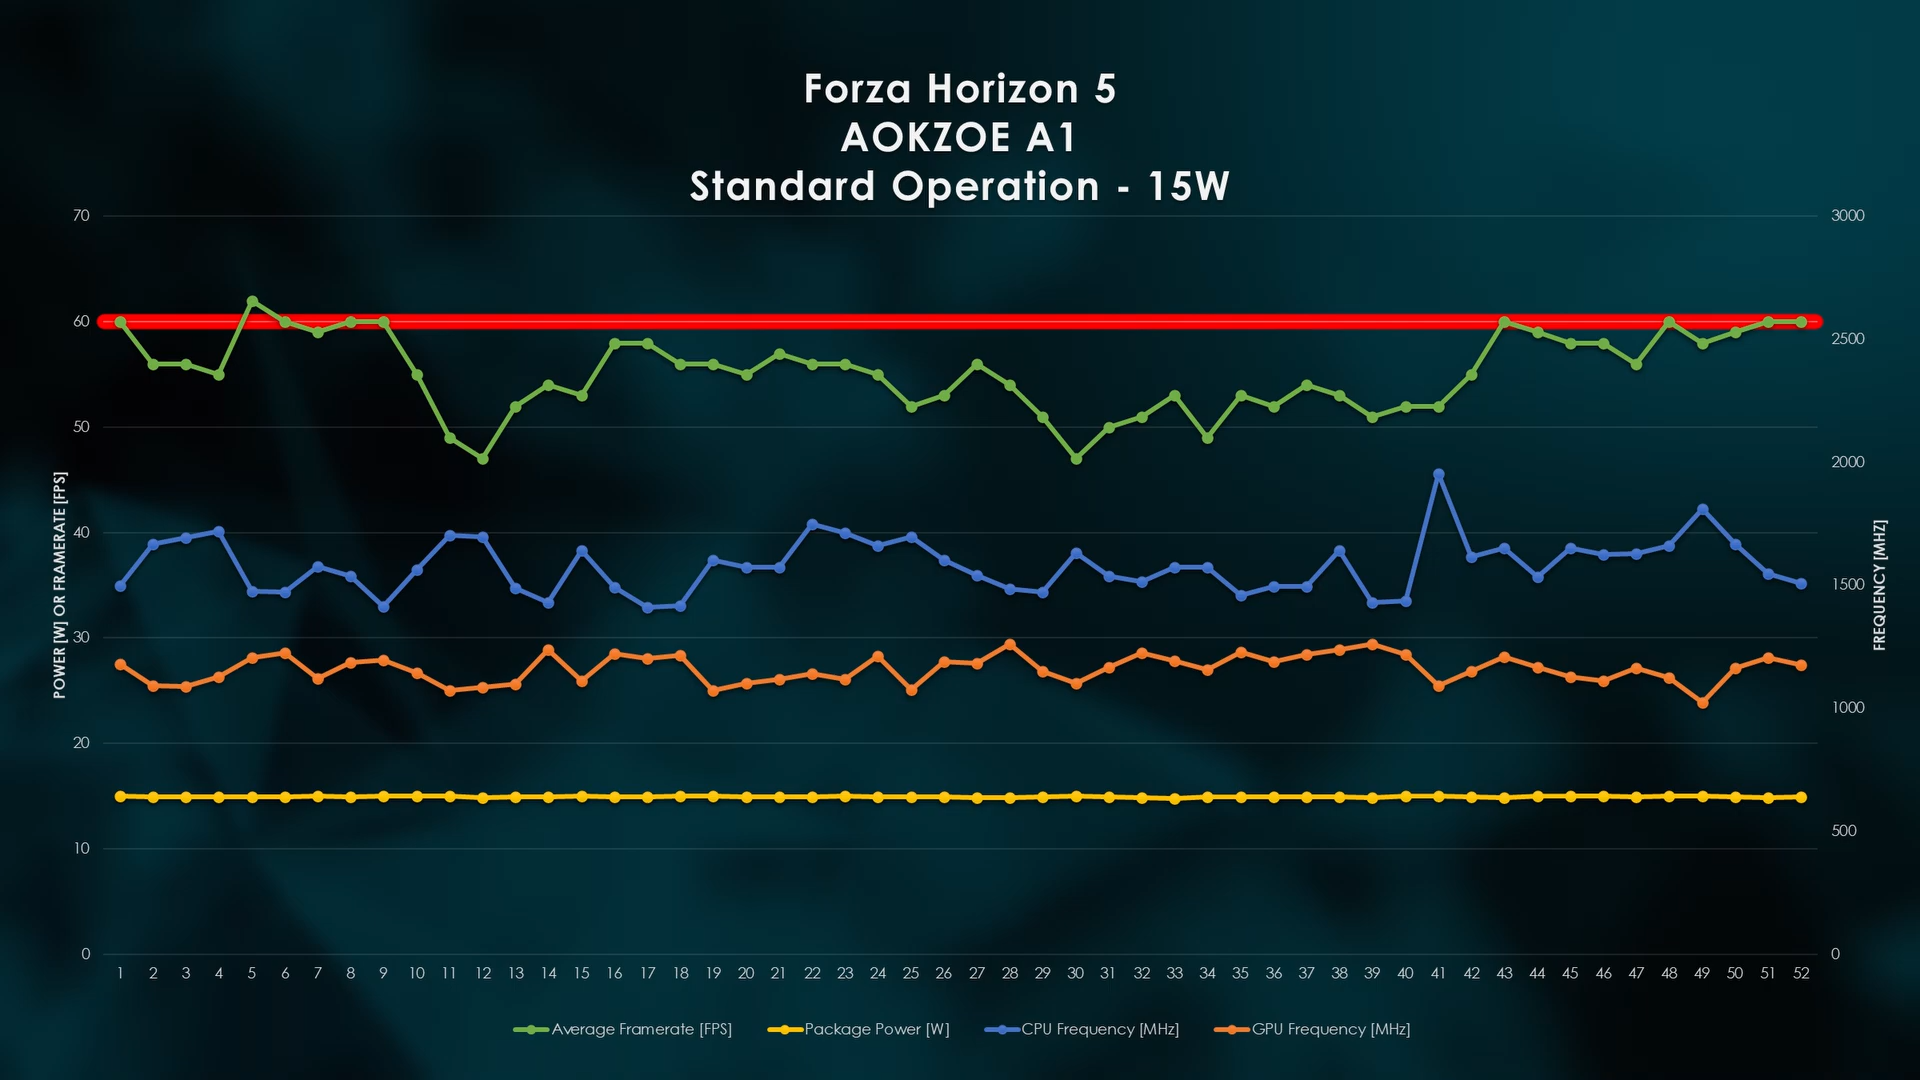 Forza Horizon 5
AOKZOE A1
Standard Operation - 15W
70
60
50
40
30
20
10
0
POWER [W] OR FRAMERATE [FPS]
3000
2500
2000
1500
1000
500
0
FREQUENCY [MHZ]
1 2 3 4 5 6 7 8 9 10 11 12 13 14 15 16 17 18 19 20 21 22 23 24 25 26 27 28 29 30 31 32 33 34 35 36 37 38 39 40 41 42 43 44 45 46 47 48 49 50 51 52
Average Framerate [FPS] Package Power [W] CPU Frequency [MHz] GPU Frequency [MHz]